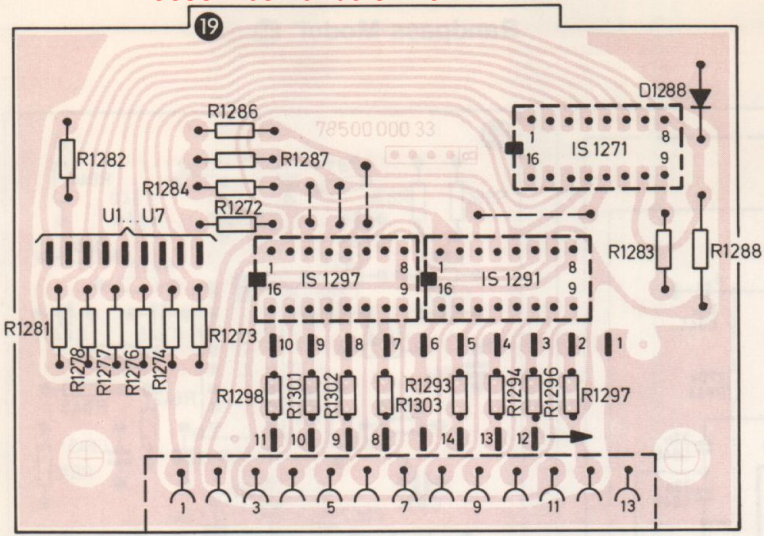 19
D1288
R1286
78500 000 33
1 8
IS 1271
16 9
R1282
R1287
R1284
R1272
U1...U7
1 8
IS 1297
16 9
1 8
IS 1291
16 9
R1283
R1288
R1281
R1278
R1277
R1276
R1274
R1273
10 9 8 7 6 5 4 3 2 1
R1298
R1301
R1302
R1293
R1303
R1294
R1296
R1297
11 10 9 8 14 13 12
1 3 5 7 9 11 13